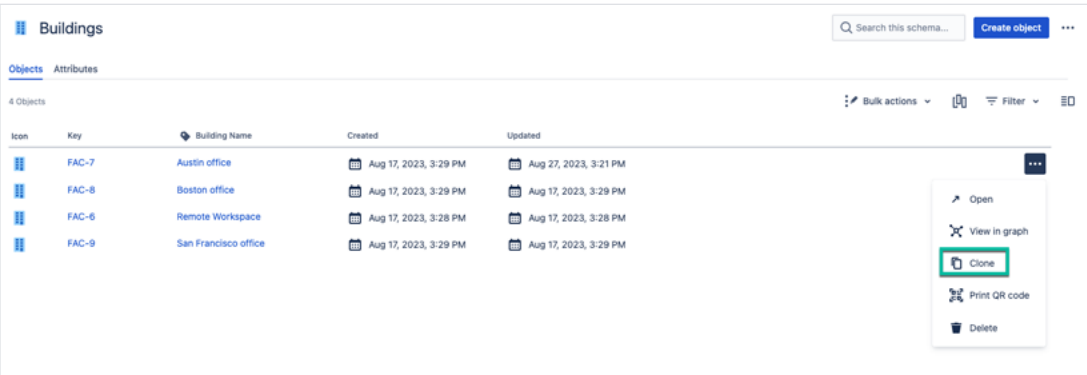 Buildings
Search this schema...
Create object
Objects Attributes
4 Objects
Bulk actions
Filter
Icon Key Building Name Created Updated
FAC-7 Austin office Aug 17, 2023, 3:29 PM Aug 27, 2023, 3:21 PM
FAC-8 Boston office Aug 17, 2023, 3:29 PM Aug 17, 2023, 3:29 PM
FAC-6 Remote Workspace Aug 17, 2023, 3:28 PM Aug 17, 2023, 3:28 PM
FAC-9 San Francisco office Aug 17, 2023, 3:29 PM Aug 17, 2023, 3:29 PM
Open
View in graph
Clone
Print QR code
Delete